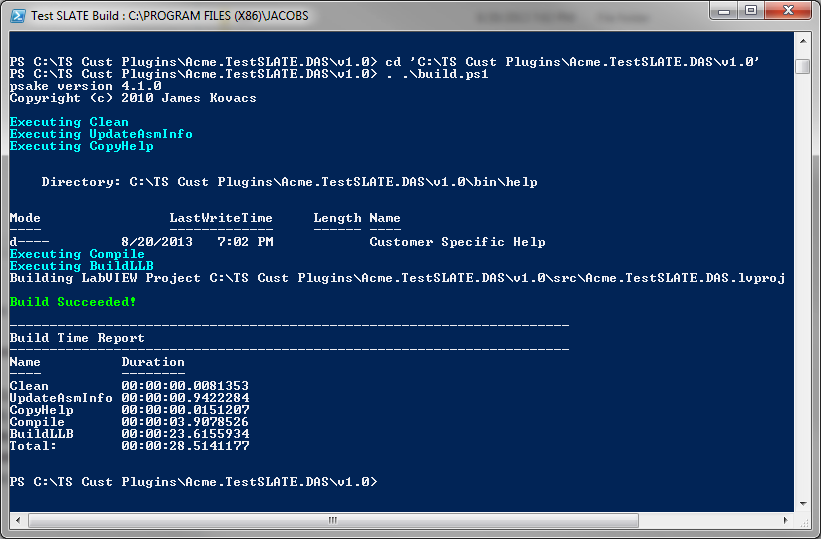 Test SLATE Build : C:\PROGRAM FILES (X86)\JACOBS
PS C:\TS Cust Plugins\Acme.TestSLATE.DAS\v1.0> cd 'C:\TS Cust Plugins\Acme.TestSLATE.DAS\v1.0'
PS C:\TS Cust Plugins\Acme.TestSLATE.DAS\v1.0> . .\build.ps1
psake version 4.1.0
Copyright (c) 2010 James Kovacs
Executing Clean
Executing UpdateAsmInfo
Executing CopyHelp
Directory: C:\TS Cust Plugins\Acme.TestSLATE.DAS\v1.0\bin\help
Mode LastWriteTime Length Name
---- ------------- ------ ----
d---- 8/20/2013 7:02 PM Customer Specific Help
Executing Compile
Executing BuildLLB
Building LabVIEW Project C:\TS Cust Plugins\Acme.TestSLATE.DAS\v1.0\src\Acme.TestSLATE.DAS.lvproj
Build Succeeded!
----------------------------------------------------------------------
Build Time Report
----------------------------------------------------------------------
Name Duration
---- --------
Clean 00:00:00.0081353
UpdateAsmInfo 00:00:00.9422284
CopyHelp 00:00:00.0151207
Compile 00:00:03.9078526
BuildLLB 00:00:23.6155934
Total: 00:00:28.5141177
PS C:\TS Cust Plugins\Acme.TestSLATE.DAS\v1.0>